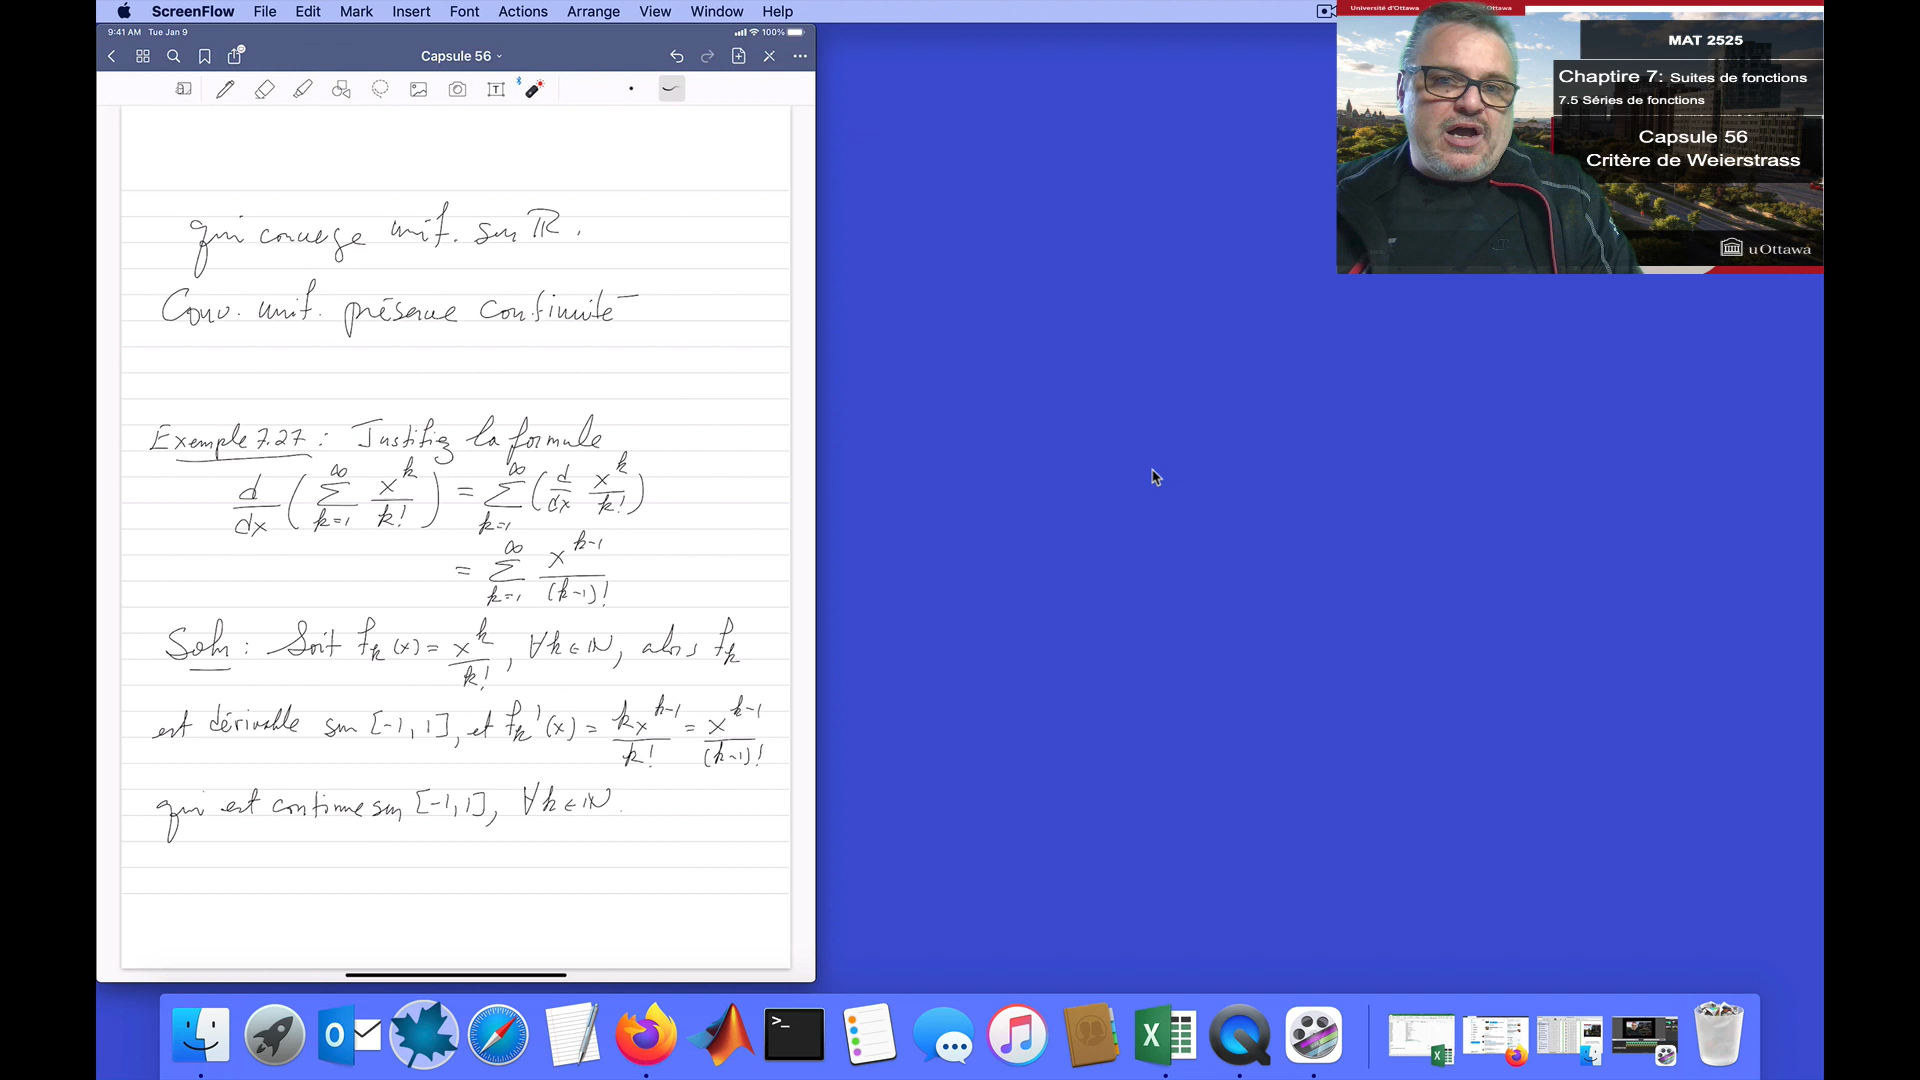 ScreenFlow File Edit Mark Insert Font Actions Arrange View Window Help
9:41 AM Tue Jan 9
100%
Capsule 56
qui converge unif. sur ℝ.
Conv. unif. préserve continuité
Exemple 7.27 : Justifiez la formule
d/dx ( ∑_{k=1}^∞ x^k/k! ) = ∑_{k=1}^∞ ( d/dx x^k/k! )
= ∑_{k=1}^∞ x^{k-1}/(k-1)!
Soln : Soit f_k(x) = x^k/k!, ∀k∈ℕ, alors f_k
est dérivable sur [-1,1], et f_k'(x) = kx^{k-1}/k! = x^{k-1}/(k-1)!
qui est continue sur [-1,1], ∀k∈ℕ.
Université d'Ottawa
Ottawa
MAT 2525
Chaptire 7: Suites de fonctions
7.5 Séries de fonctions
Capsule 56
Critère de Weierstrass
uOttawa